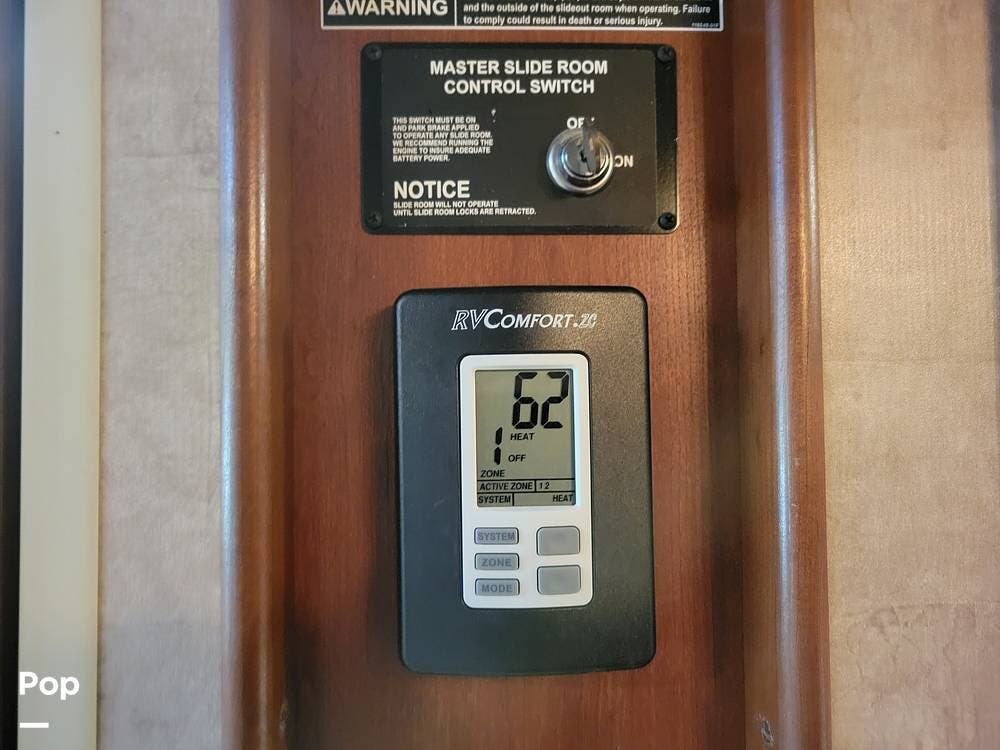 WARNING
and the outside of the slideout room when operating. Failure
to comply could result in death or serious injury.
MASTER SLIDE ROOM
CONTROL SWITCH
THIS SWITCH MUST BE ON
AND PARK BRAKE APPLIED
TO OPERATE ANY SLIDE ROOM.
WE RECOMMEND RUNNING THE
ENGINE TO INSURE ADEQUATE
BATTERY POWER.
ON
NOTICE
SLIDE ROOM WILL NOT OPERATE
UNTIL SLIDE ROOM LOCKS ARE RETRACTED.
RVCOMFORT.ZC
62
HEAT
1 OFF
ZONE
ACTIVE ZONE 1 2
SYSTEM HEAT
SYSTEM
ZONE
MODE
Pop